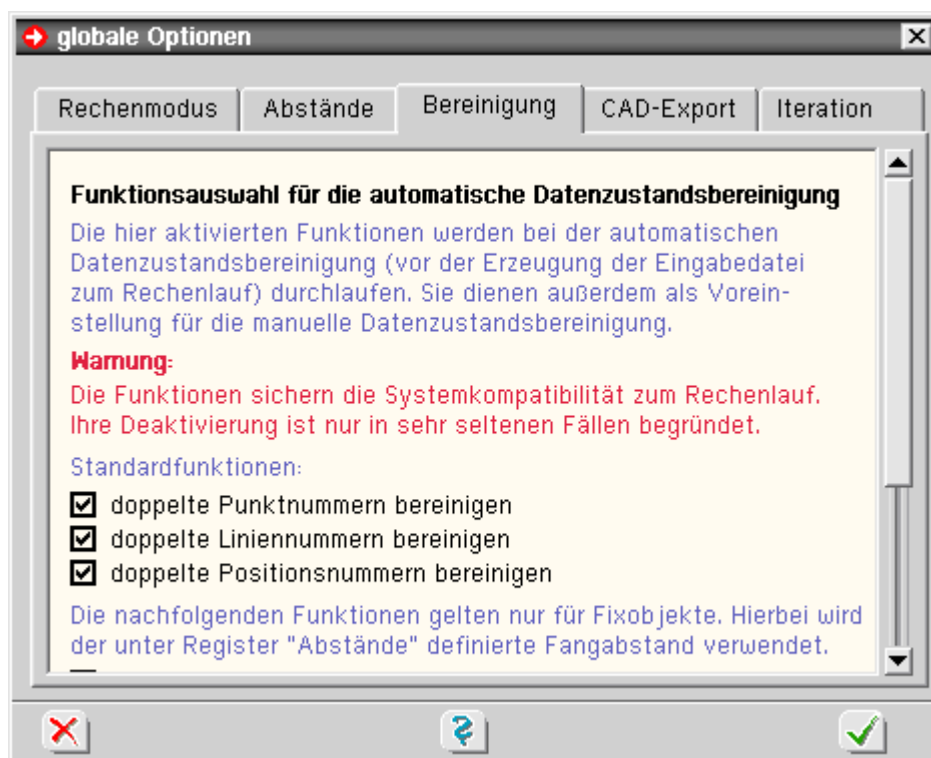 globale Optionen
Rechenmodus
Abstände
Bereinigung
CAD-Export
Iteration
Funktionsauswahl für die automatische Datenzustandsbereinigung
Die hier aktivierten Funktionen werden bei der automatischen
Datenzustandsbereinigung (vor der Erzeugung der Eingabedatei
zum Rechenlauf) durchlaufen. Sie dienen außerdem als Vorein-
stellung für die manuelle Datenzustandsbereinigung.
Warnung:
Die Funktionen sichern die Systemkompatibilität zum Rechenlauf.
Ihre Deaktivierung ist nur in sehr seltenen Fällen begründet.
Standardfunktionen:
doppelte Punktnummern bereinigen
doppelte Liniennummern bereinigen
doppelte Positionsnummern bereinigen
Die nachfolgenden Funktionen gelten nur für Fixobjekte. Hierbei wird
der unter Register "Abstände" definierte Fangabstand verwendet.